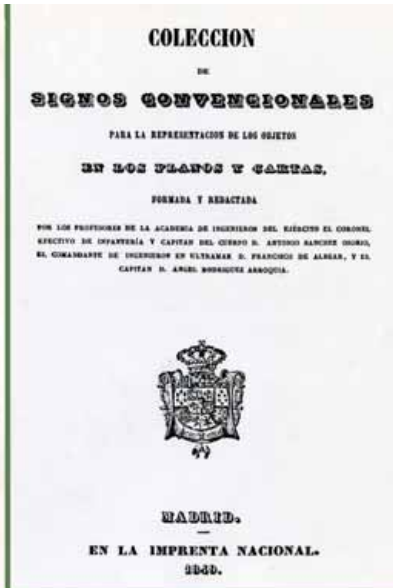 COLECCION
DE
SIGNOS CONVENCIONALES
PARA LA REPRESENTACION DE LOS OBJETOS
EN LOS PLANOS Y CARTAS,
FORMADA Y REDACTADA
POR LOS PROFESORES DE LA ACADEMIA DE INGENIEROS DEL EJÉRCITO EL CORONEL
EFECTIVO DE INFANTERÍA Y CAPITAN DEL CUERPO D. ANTONIO SANCHEZ OSORIO,
EL COMANDANTE DE INGENIEROS EN ULTRAMAR D. FRANCISCO DE ALBEAR, Y EL
CAPITAN D. ANGEL RODRIGUEZ ARROQUIA.
MADRID.
EN LA IMPRENTA NACIONAL.
1849.